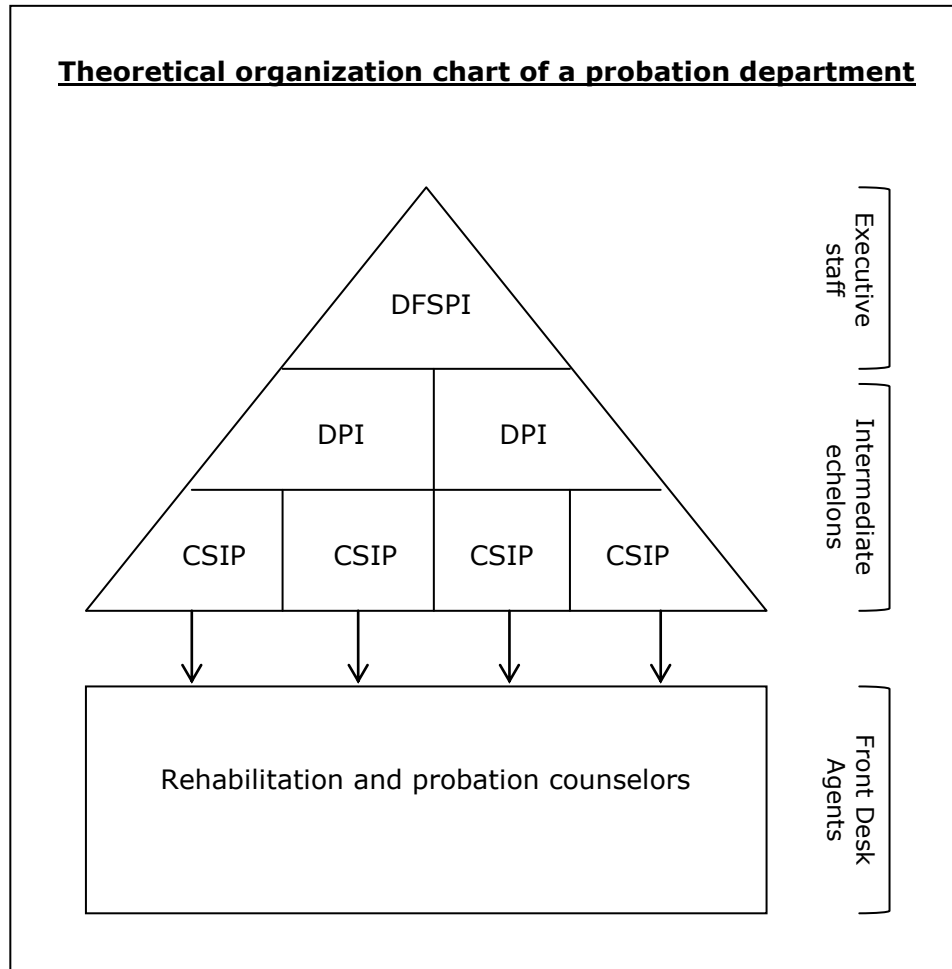 Theoretical organization chart of a probation department
DFSPI
Executive
staff
DPI DPI
Intermediate
echelons
CSIP CSIP CSIP CSIP
Rehabilitation and probation counselors
Front Desk
Agents